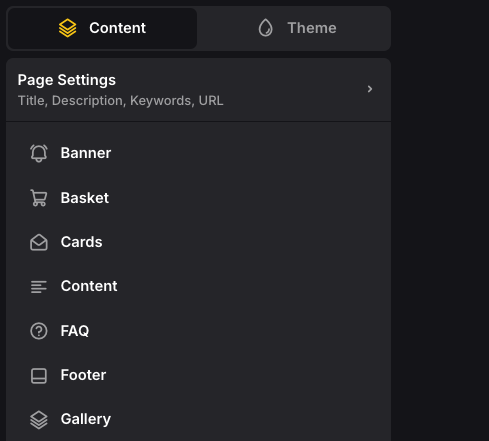 Content
Theme
Page Settings
Title, Description, Keywords, URL
Banner
Basket
Cards
Content
FAQ
Footer
Gallery